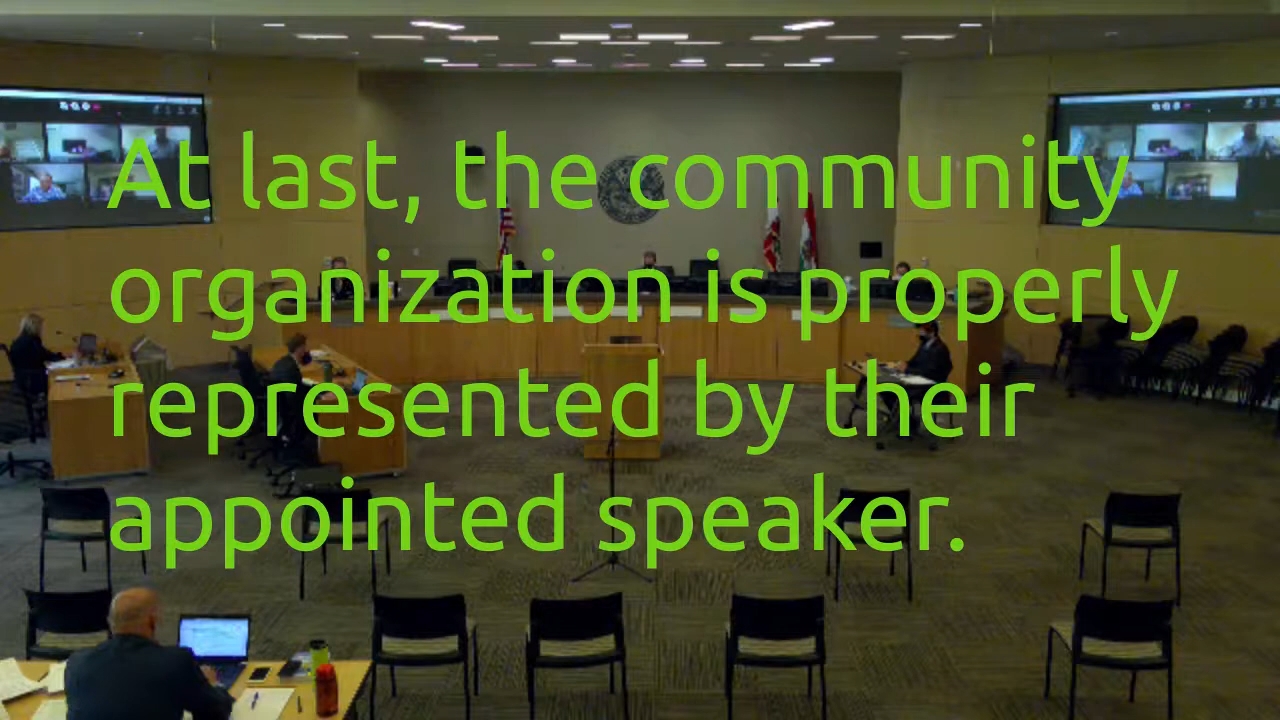 At last, the community
organization is properly
represented by their
appointed speaker.